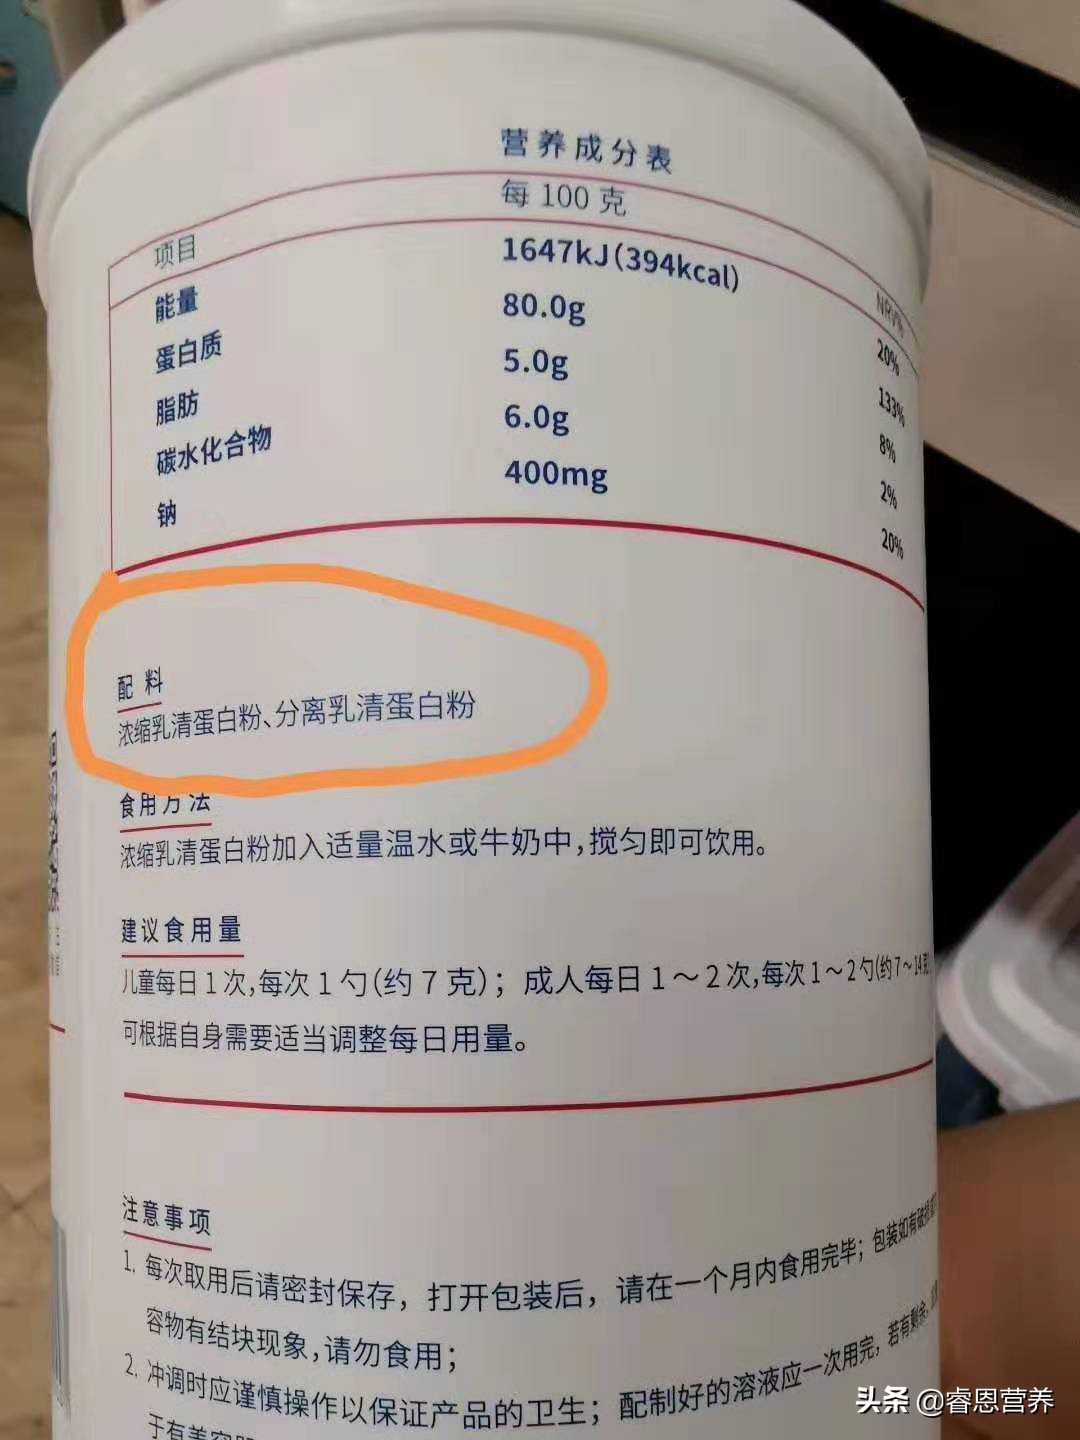 营养成分表
项目 每 100 克 NRV%
能量 1647kJ(394kcal) 20%
蛋白质 80.0g 133%
脂肪 5.0g 8%
碳水化合物 6.0g 2%
钠 400mg 20%
配料
浓缩乳清蛋白粉、分离乳清蛋白粉
食用方法
浓缩乳清蛋白粉加入适量温水或牛奶中,搅匀即可饮用。
建议食用量
儿童每日 1 次,每次 1 勺(约 7 克)；成人每日 1～2 次,每次 1～2 勺(约 7～14克
可根据自身需要适当调整每日用量。
注意事项
1. 每次取用后请密封保存，打开包装后，请在一个月内食用完毕；包装如有破损
容物有结块现象,请勿食用；
2. 冲调时应谨慎操作以保证产品的卫生；配制好的溶液应一次用完，若有剩余,
头条 @睿恩营养